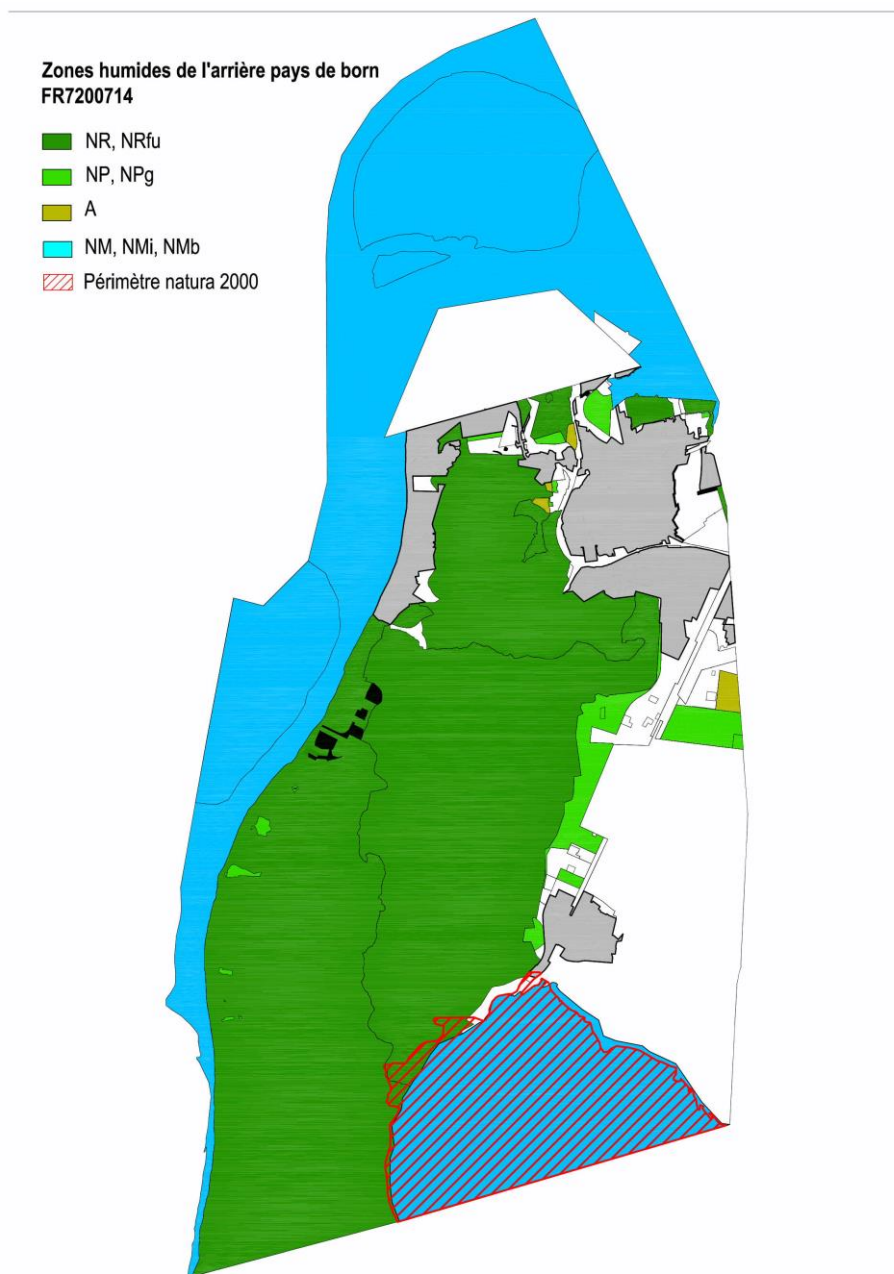 Zones humides de l'arrière pays de born
FR7200714
NR, NRfu
NP, NPg
A
NM, NMi, NMb
Périmètre natura 2000